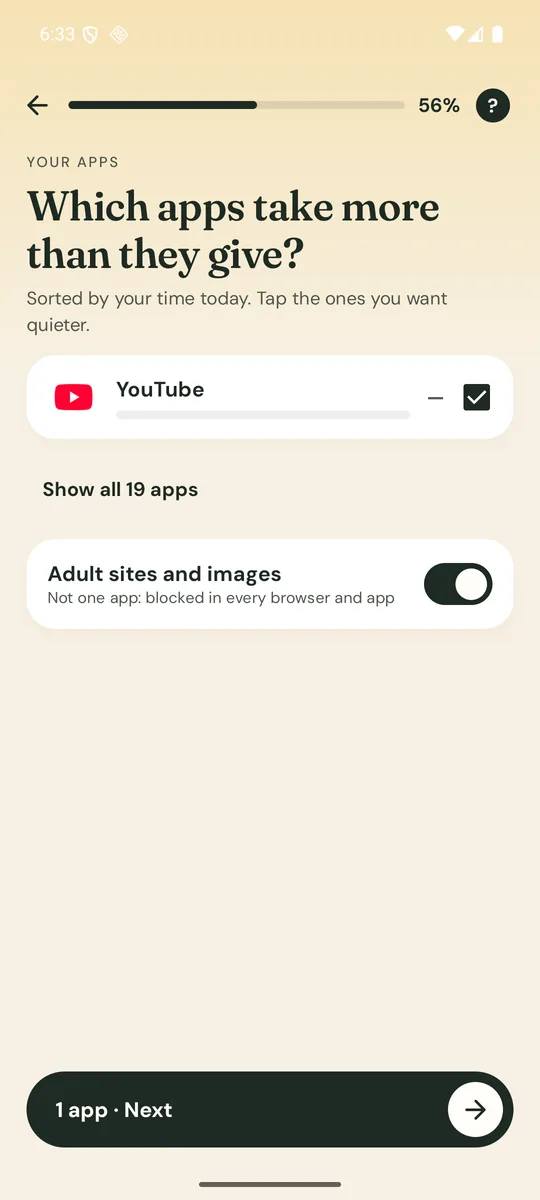 6:33
56%
?
YOUR APPS
Which apps take more
than they give?
Sorted by your time today. Tap the ones you want
quieter.
YouTube
–
Show all 19 apps
Adult sites and images
Not one app: blocked in every browser and app
1 app · Next